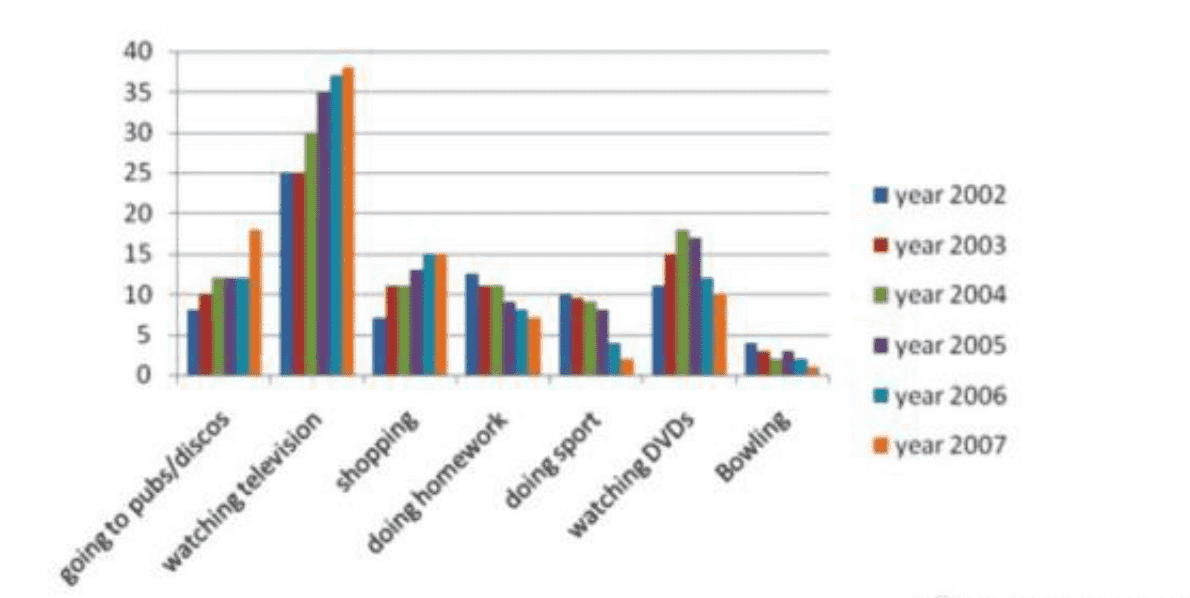 40
35
30
25
20
15
10
5
0
going to pubs/discos
watching television
shopping
doing homework
doing sport
watching DVDs
Bowling
year 2002
year 2003
year 2004
year 2005
year 2006
year 2007